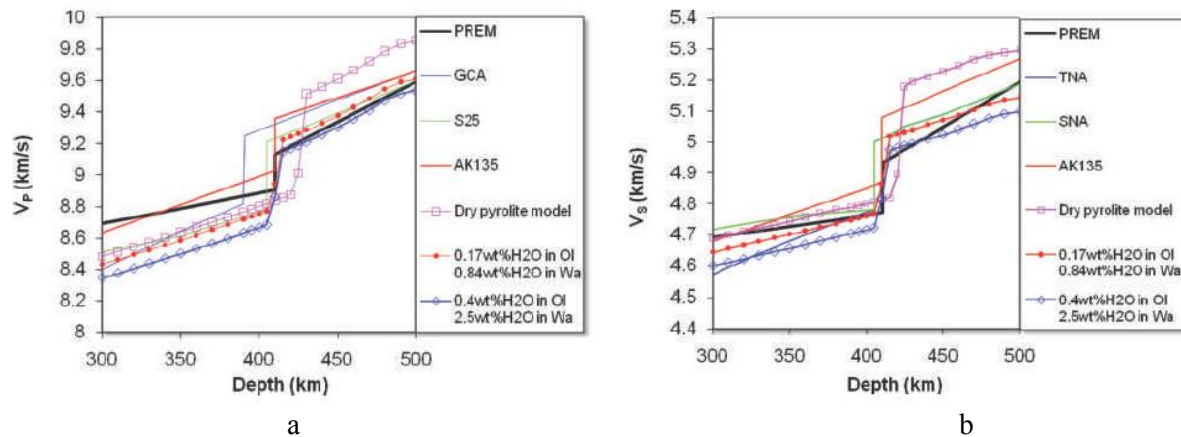 10
9.8
9.6
9.4
9.2
9
8.8
8.6
8.4
8.2
8
V_P (km/s)
300 350 400 450 500
Depth (km)
PREM
GCA
S25
AK135
Dry pyrolite model
0.17wt%H2O in Ol
0.84wt%H2O in Wa
0.4wt%H2O in Ol
2.5wt%H2O in Wa
a
5.4
5.3
5.2
5.1
5
4.9
4.8
4.7
4.6
4.5
4.4
V_S (km/s)
300 350 400 450 500
Depth (km)
PREM
TNA
SNA
AK135
Dry pyrolite model
0.17wt%H2O in Ol
0.84wt%H2O in Wa
0.4wt%H2O in Ol
2.5wt%H2O in Wa
b